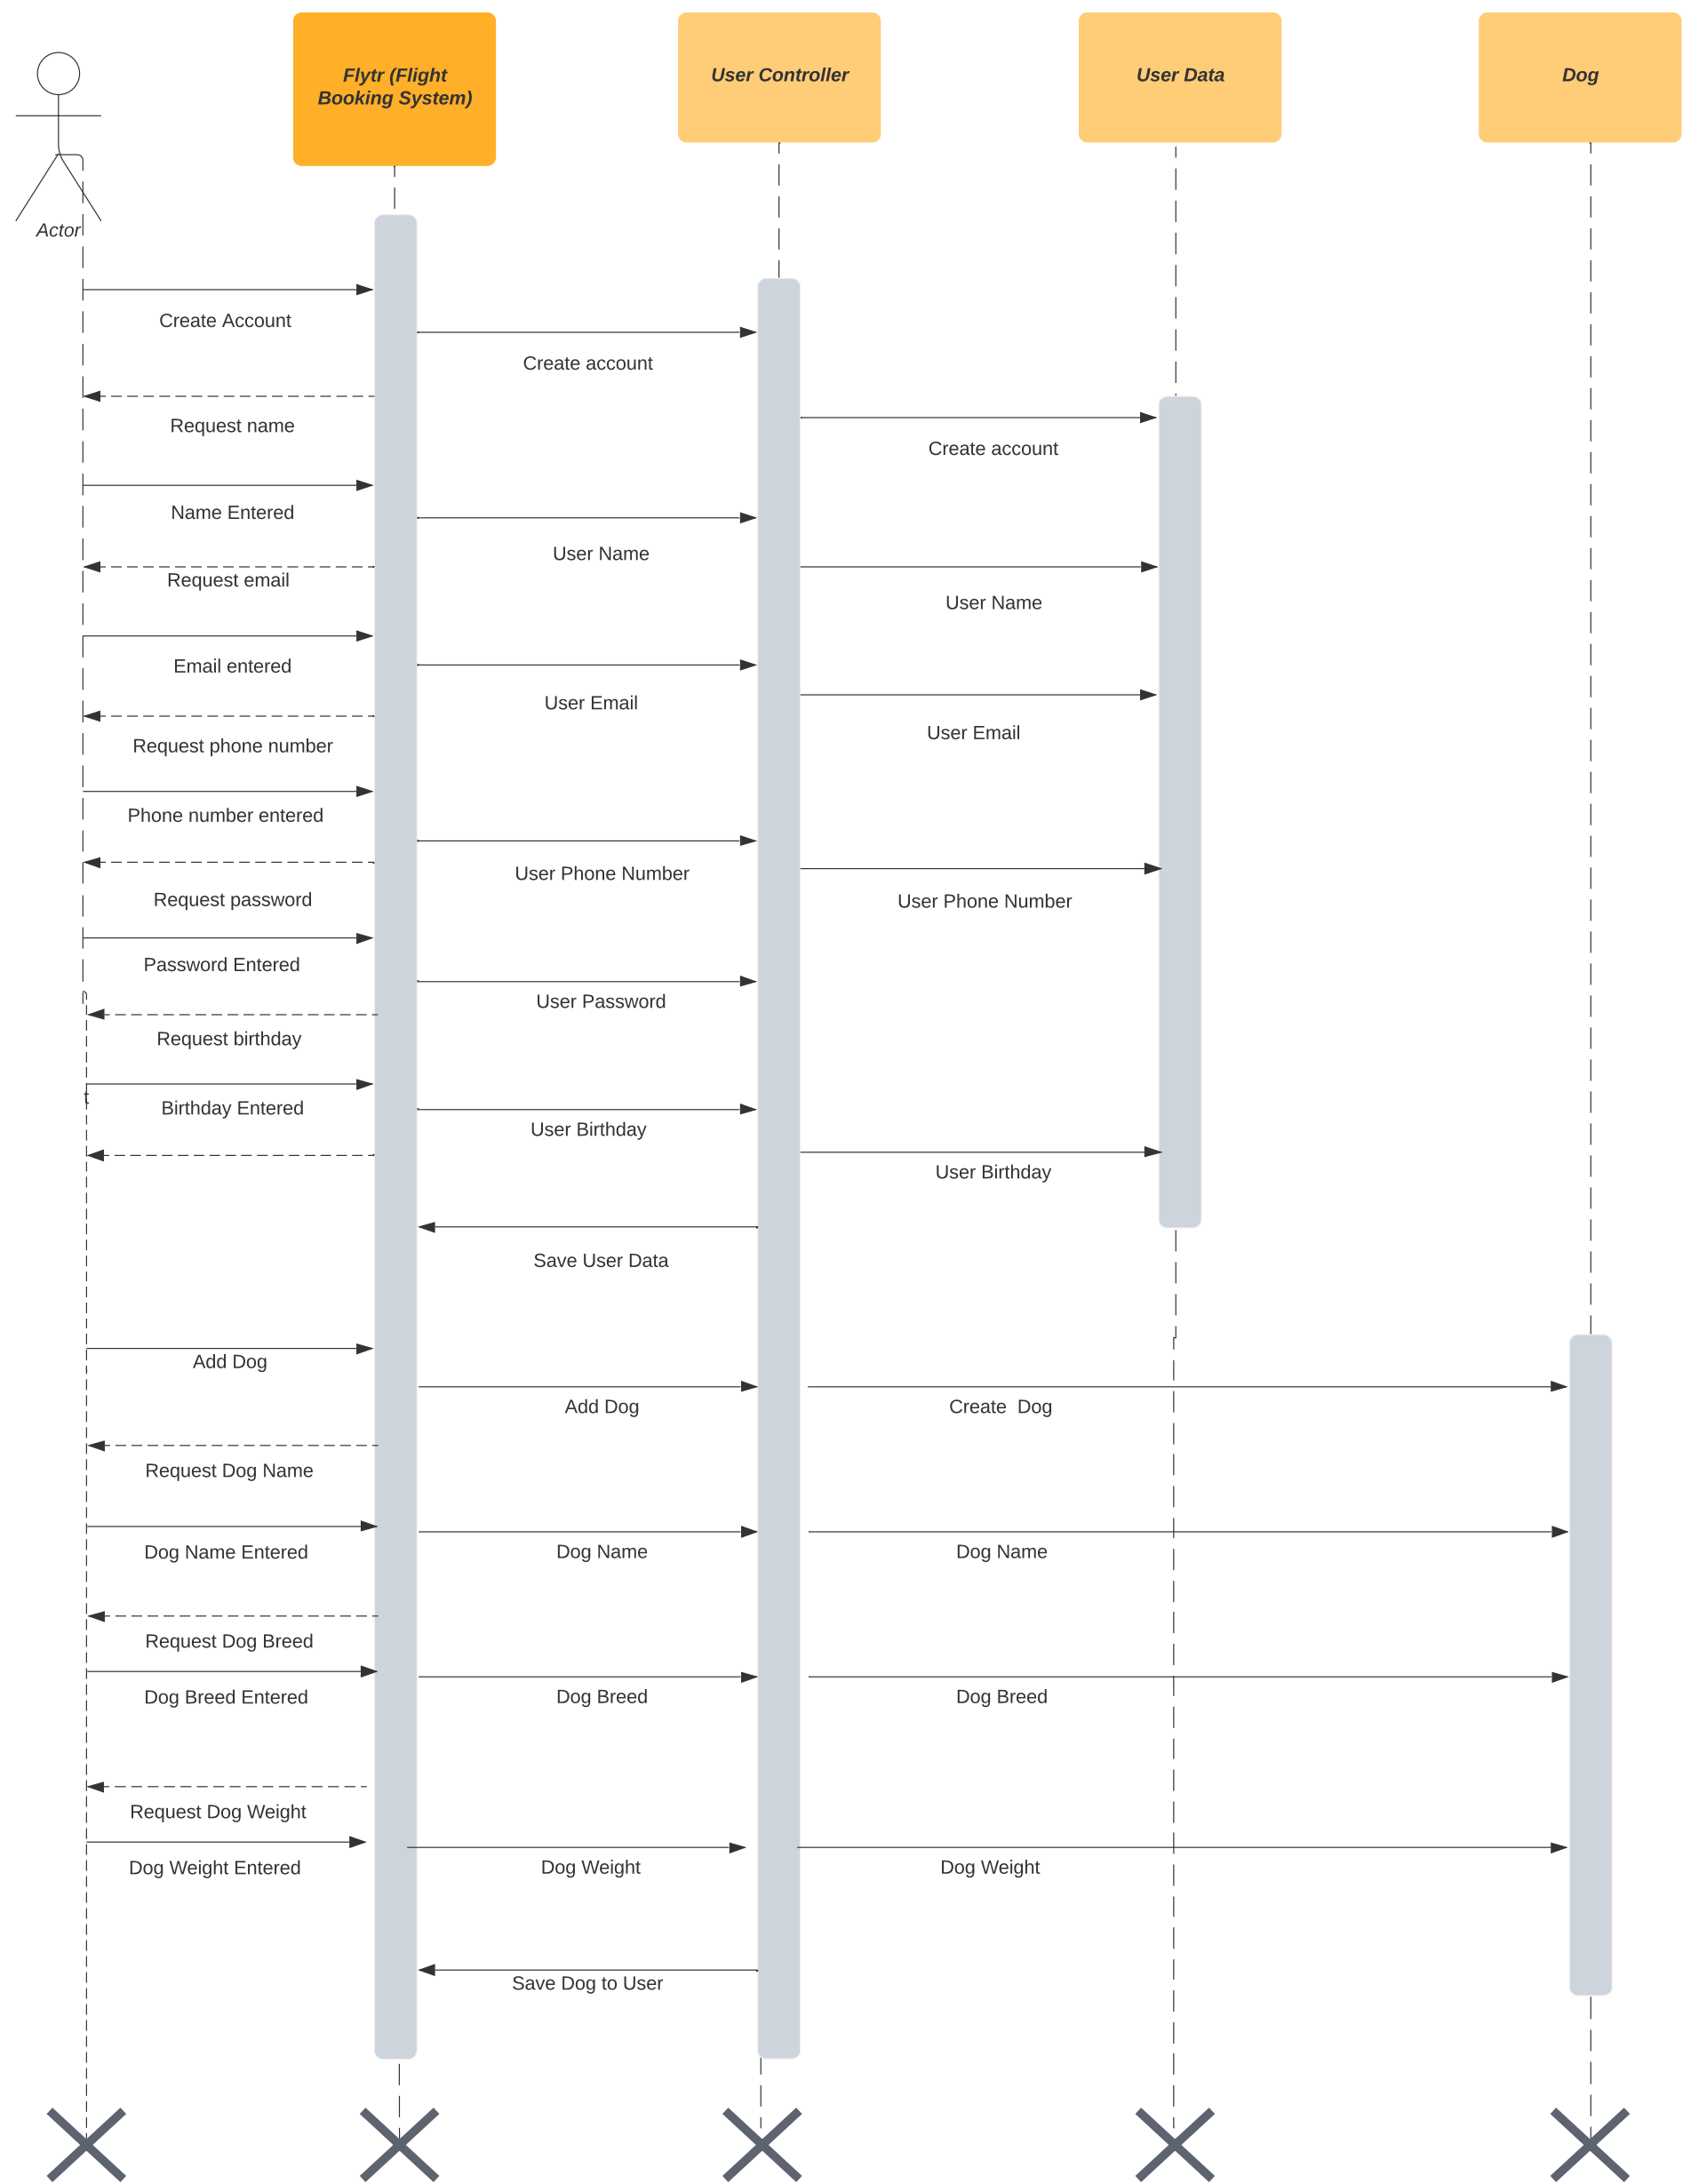 Flytr (Flight
Booking System)
User Controller
User Data
Dog
Actor
Create Account
Create account
Request name
Create account
Name Entered
User Name
Request email
User Name
Email entered
User Email
User Email
Request phone number
Phone number entered
User Phone Number
Request password
User Phone Number
Password Entered
User Password
Request birthday
t
Birthday Entered
User Birthday
User Birthday
Save User Data
Add Dog
Add Dog
Create  Dog
Request Dog Name
Dog Name Entered
Dog Name
Dog Name
Request Dog Breed
Dog Breed Entered
Dog Breed
Dog Breed
Request Dog Weight
Dog Weight Entered
Dog Weight
Dog Weight
Save Dog to User